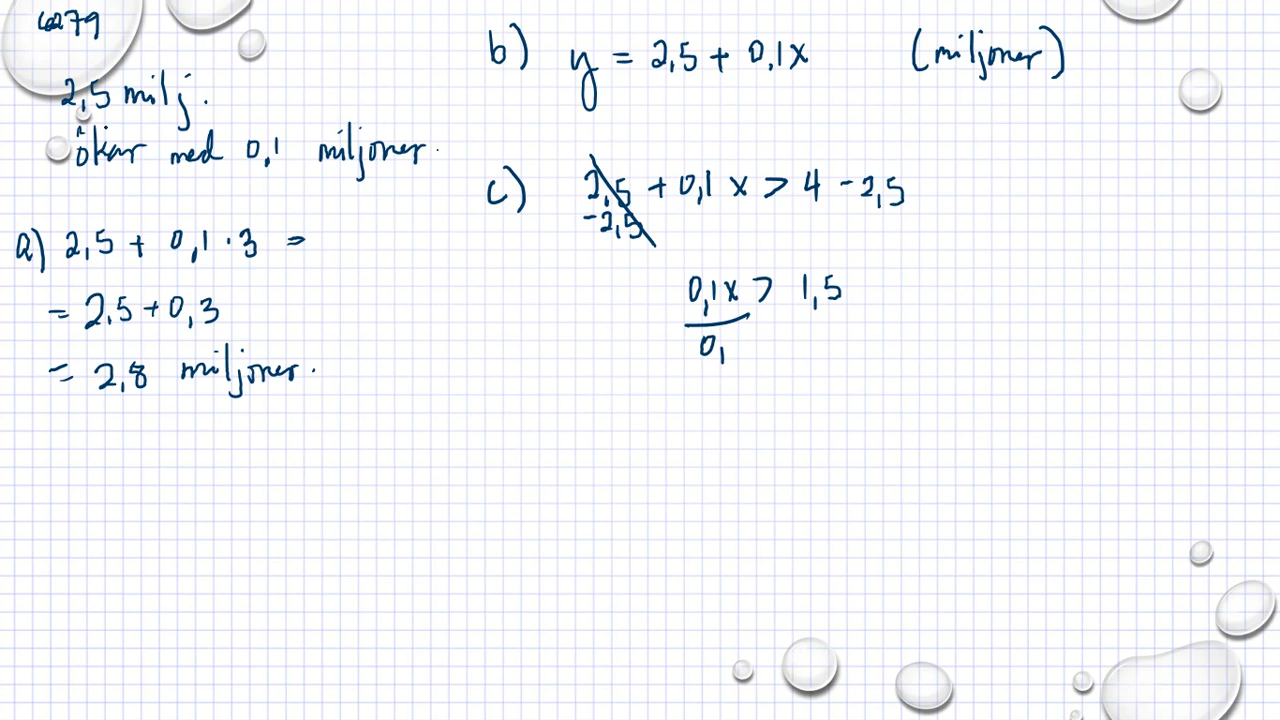 279
2,5 milj.
ökar med 0,1 miljoner.
a) 2,5 + 0,1 · 3 =
= 2,5 + 0,3
= 2,8 miljoner.
b) y = 2,5 + 0,1x (miljoner)
c) 2,5 + 0,1x > 4 - 2,5
-2,5
0,1x > 1,5
0,